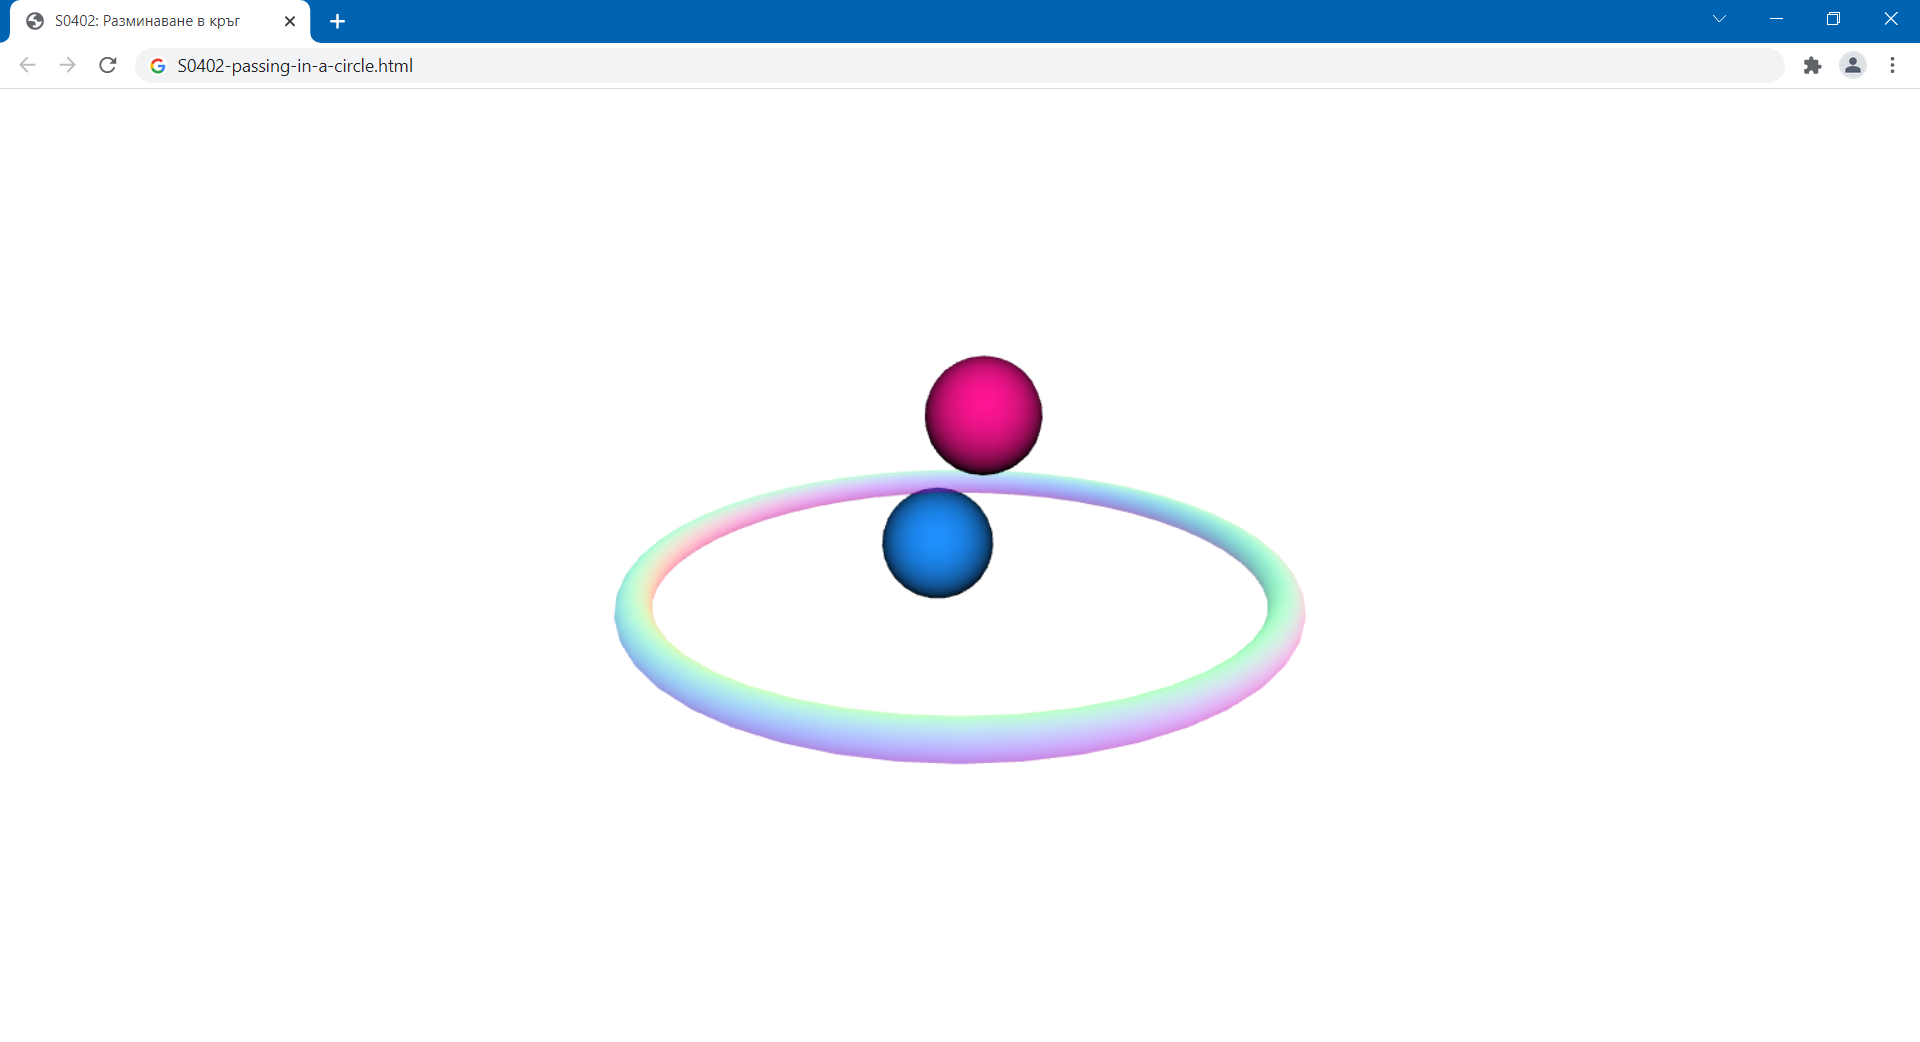 S0402: Разминаване в кръг
S0402-passing-in-a-circle.html